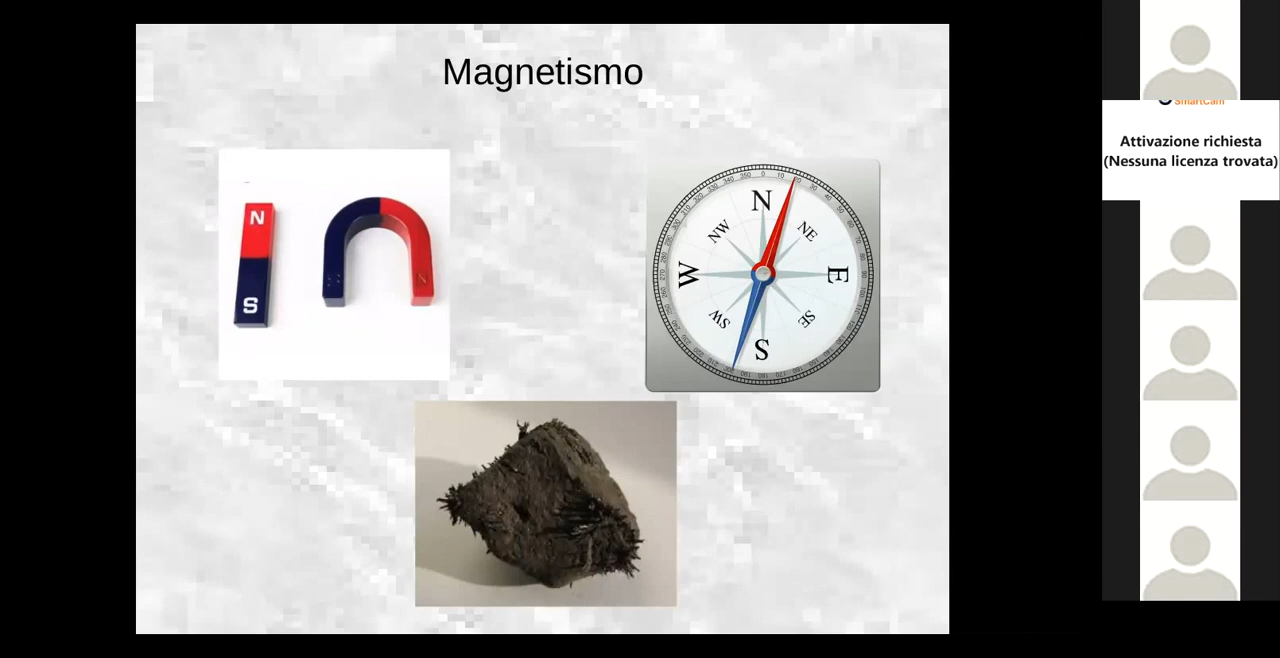 Magnetismo
N
S
N
N
NW
NE
W
E
SW
SE
S
SmartCam
Attivazione richiesta
(Nessuna licenza trovata)